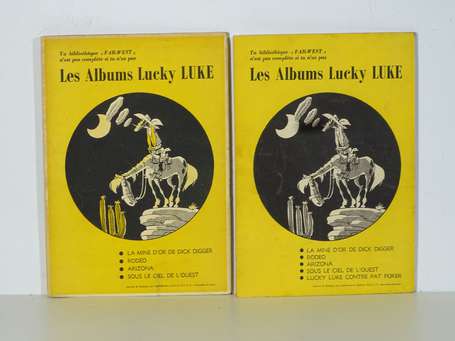 Ta bibliothèque « FAR-WEST »
n'est pas complète si tu n'as pas
Les Albums Lucky LUKE
● LA MINE D'OR DE DICK DIGGER
● RODEO
● ARIZONA
● SOUS LE CIEL DE L'OUEST
Ta bibliothèque « FAR-WEST »
n'est pas complète si tu n'as pas
Les Albums Lucky LUKE
● LA MINE D'OR DE DICK DIGGER
● RODEO
● ARIZONA
● SOUS LE CIEL DE L'OUEST
● LUCKY LUKE CONTRE PAT POKER